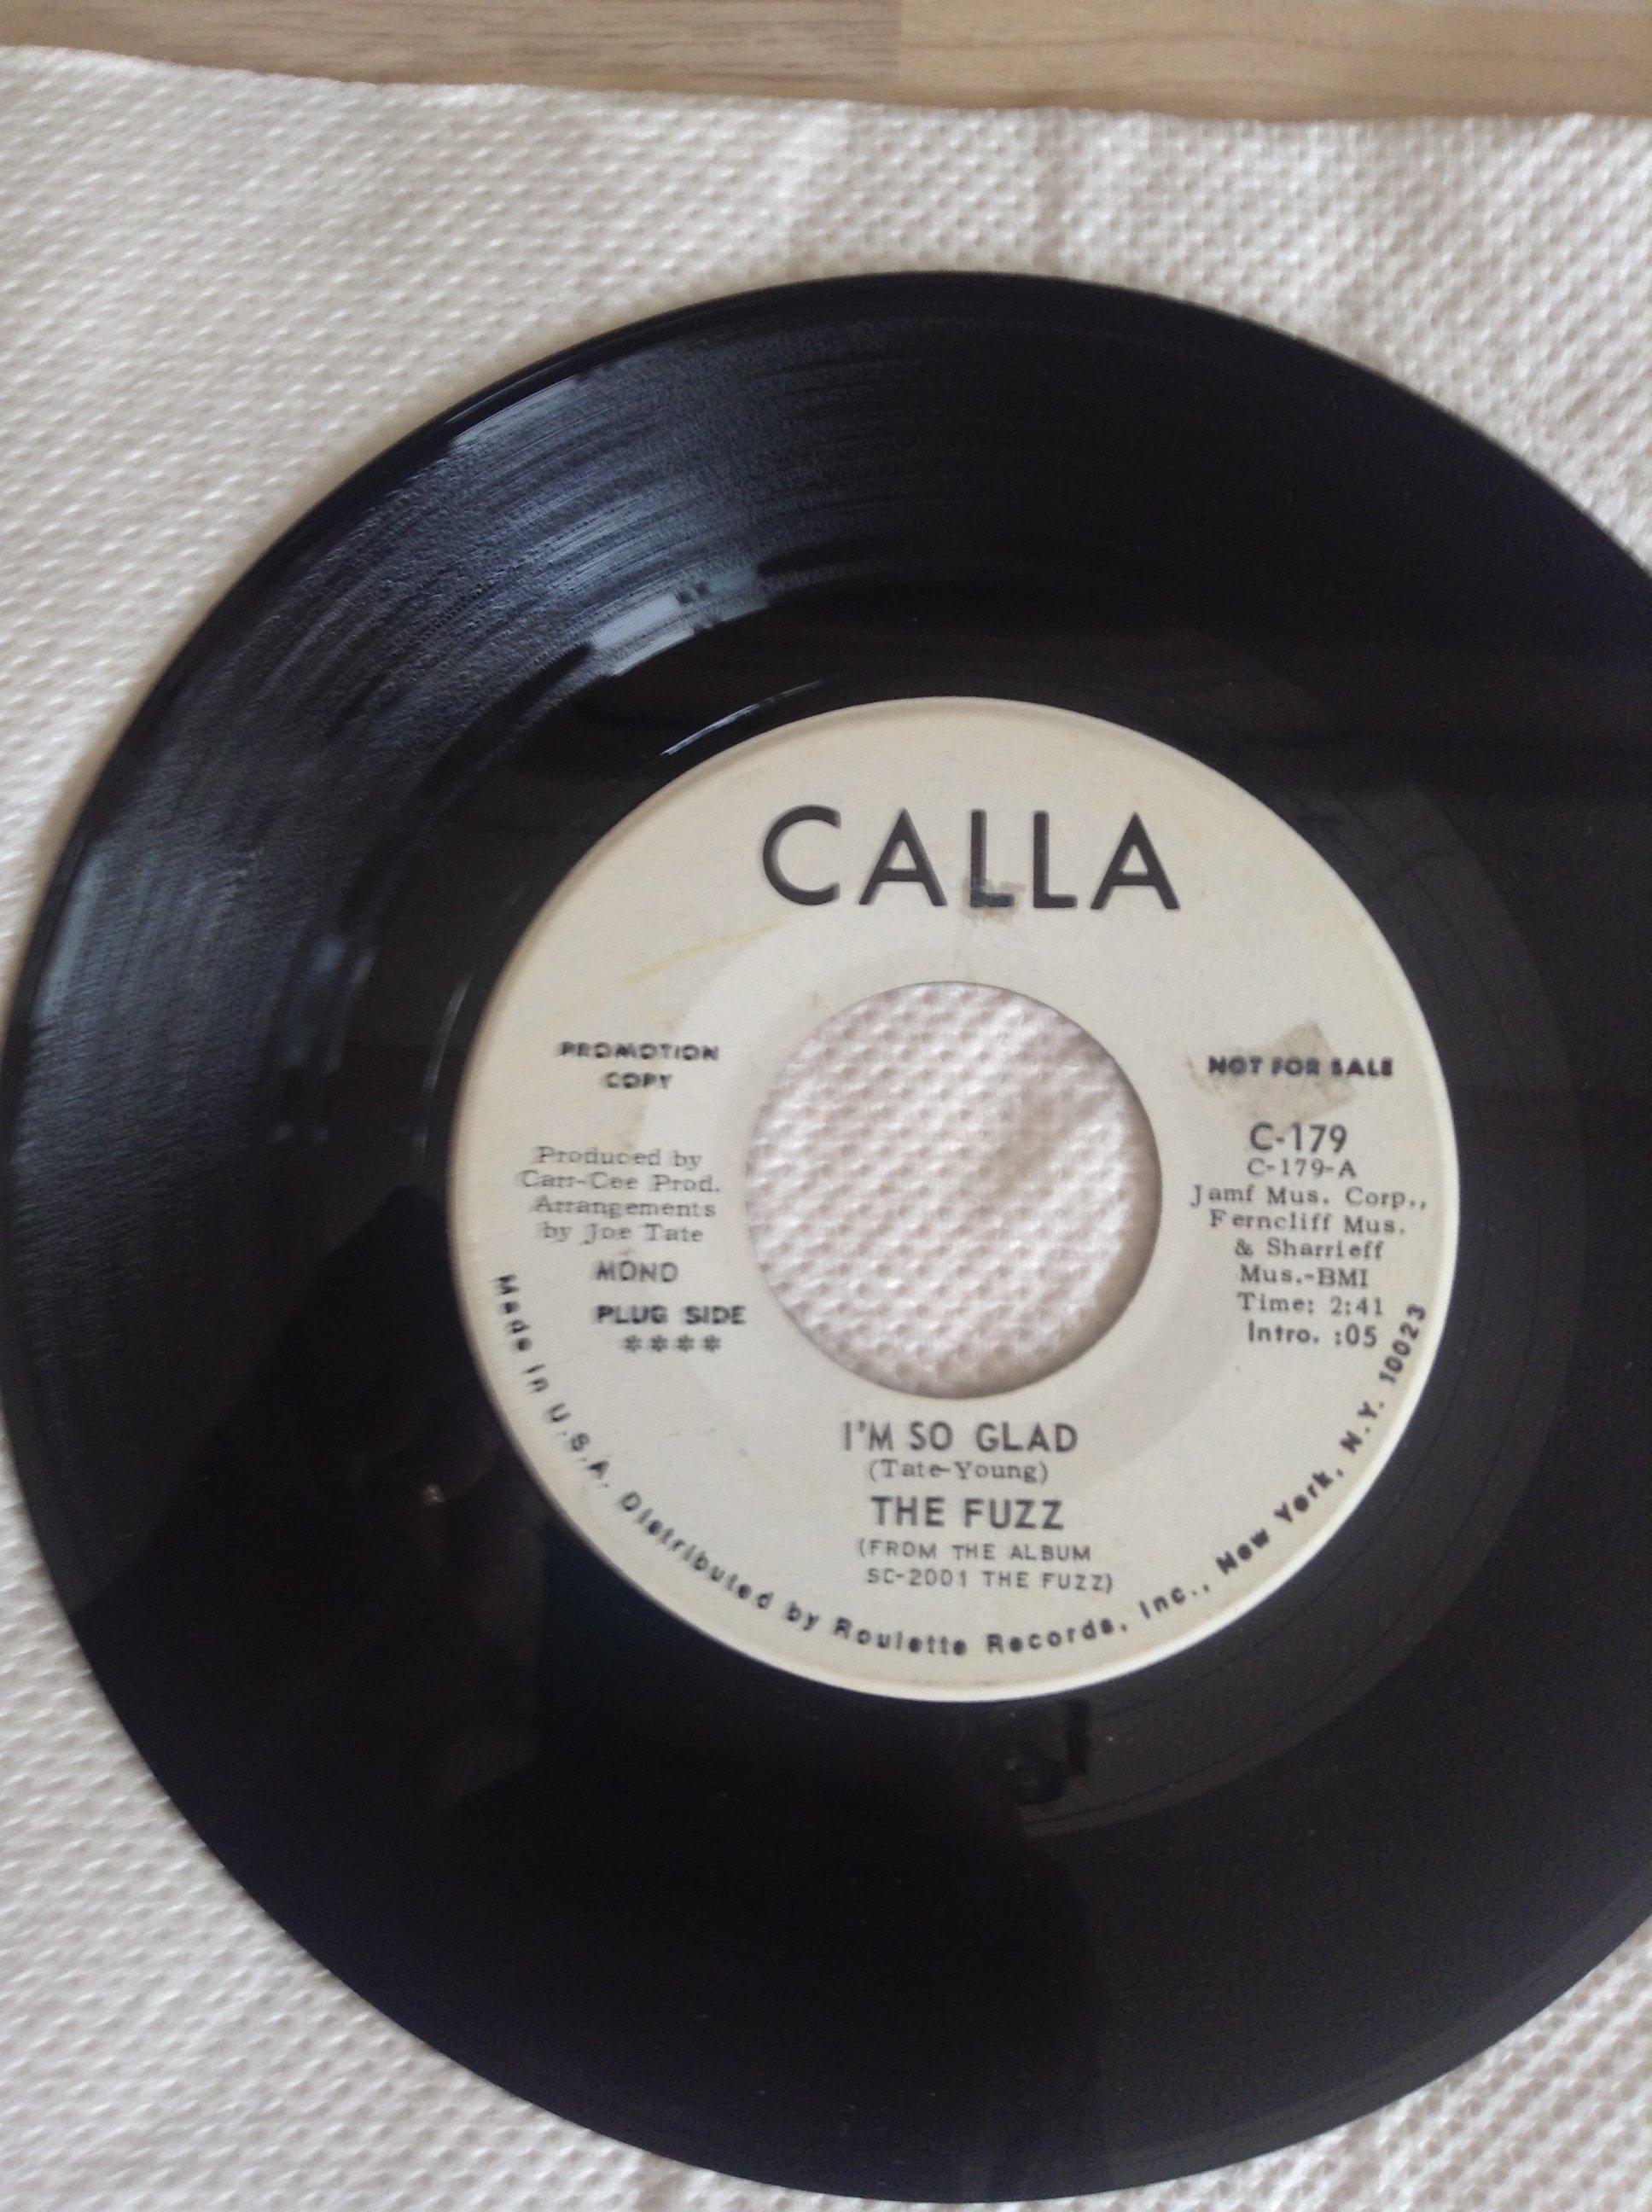 CALLA
PROMOTION
COPY
NOT FOR SALE
Produced by
Carr-Cee Prod.
Arrangements
by Joe Tate
MONO
PLUG SIDE
****
C-179
C-179-A
Jamf Mus. Corp.,
Ferncliff Mus.
& Sharrieff
Mus.-BMI
Time: 2:41
Intro. :05
I'M SO GLAD
(Tate-Young)
THE FUZZ
(FROM THE ALBUM
SC-2001 THE FUZZ)
Made in U.S.A. Distributed by Roulette Records, Inc., New York, N.Y. 10023